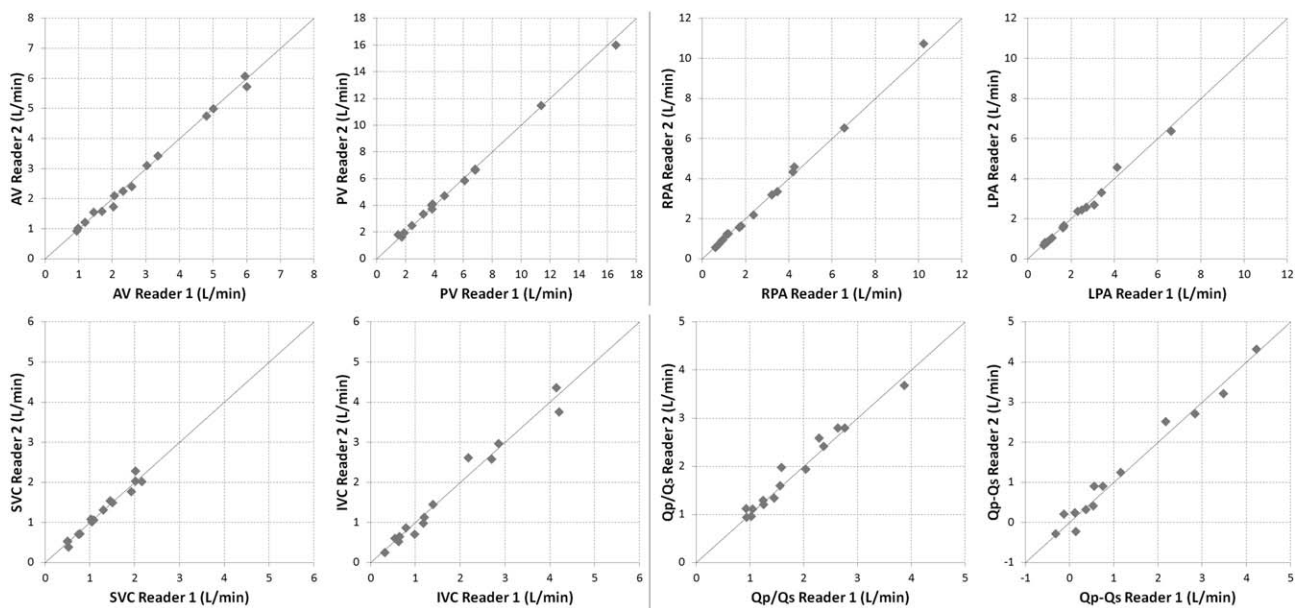 AV Reader 2 (L/min)
8
7
6
5
4
3
2
1
0
0 1 2 3 4 5 6 7 8
AV Reader 1 (L/min)
PV Reader 2 (L/min)
18
16
14
12
10
8
6
4
2
0
0 2 4 6 8 10 12 14 16 18
PV Reader 1 (L/min)
RPA Reader 2 (L/min)
12
10
8
6
4
2
0
0 2 4 6 8 10 12
RPA Reader 1 (L/min)
LPA Reader 2 (L/min)
12
10
8
6
4
2
0
0 2 4 6 8 10 12
LPA Reader 1 (L/min)
SVC Reader 2 (L/min)
6
5
4
3
2
1
0
0 1 2 3 4 5 6
SVC Reader 1 (L/min)
IVC Reader 2 (L/min)
6
5
4
3
2
1
0
0 1 2 3 4 5 6
IVC Reader 1 (L/min)
Qp/Qs Reader 2 (L/min)
5
4
3
2
1
0
0 1 2 3 4 5
Qp/Qs Reader 1 (L/min)
Qp-Qs Reader 2 (L/min)
5
4
3
2
1
0
-1
-1 0 1 2 3 4 5
Qp-Qs Reader 1 (L/min)